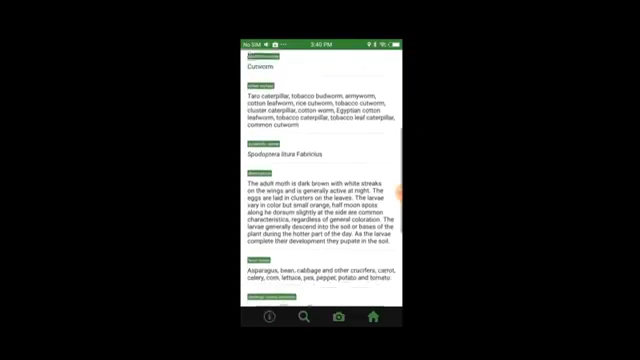 No SIM 3:40 PM
Cutworm
Taro caterpillar, tobacco budworm, armyworm,
cotton leafworm, rice cutworm, tobacco cutworm,
cluster caterpillar, cotton worm, Egyptian cotton
leafworm, tobacco caterpillar, tobacco leaf caterpillar,
common cutworm
Spodoptera litura Fabricius
The adult moth is dark brown with white streaks
on the wings and is generally active at night. The
eggs are laid in clusters on the leaves. The larvae
vary in color but small orange, half moon spots
along he dorsum slightly at the side are common
characteristics, regardless of general coloration. The
larvae generally descend into the soil or bases of the
plant during the hotter part of the day. As the larvae
complete their development they pupate in the soil.
Asparagus, bean, cabbage and other crucifers, carrot,
celery, corn, lettuce, pea, pepper, potato and tomato